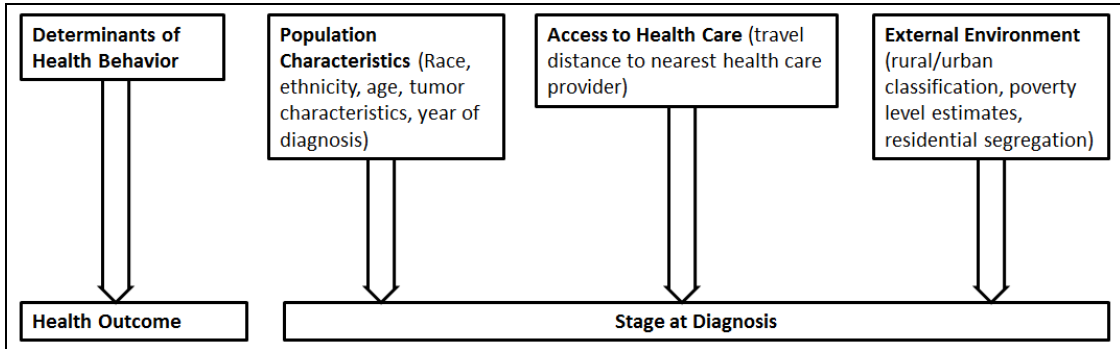 Determinants of
Health Behavior
Population
Characteristics (Race,
ethnicity, age, tumor
characteristics, year of
diagnosis)
Access to Health Care (travel
distance to nearest health care
provider)
External Environment
(rural/urban
classification, poverty
level estimates,
residential segregation)
Health Outcome
Stage at Diagnosis